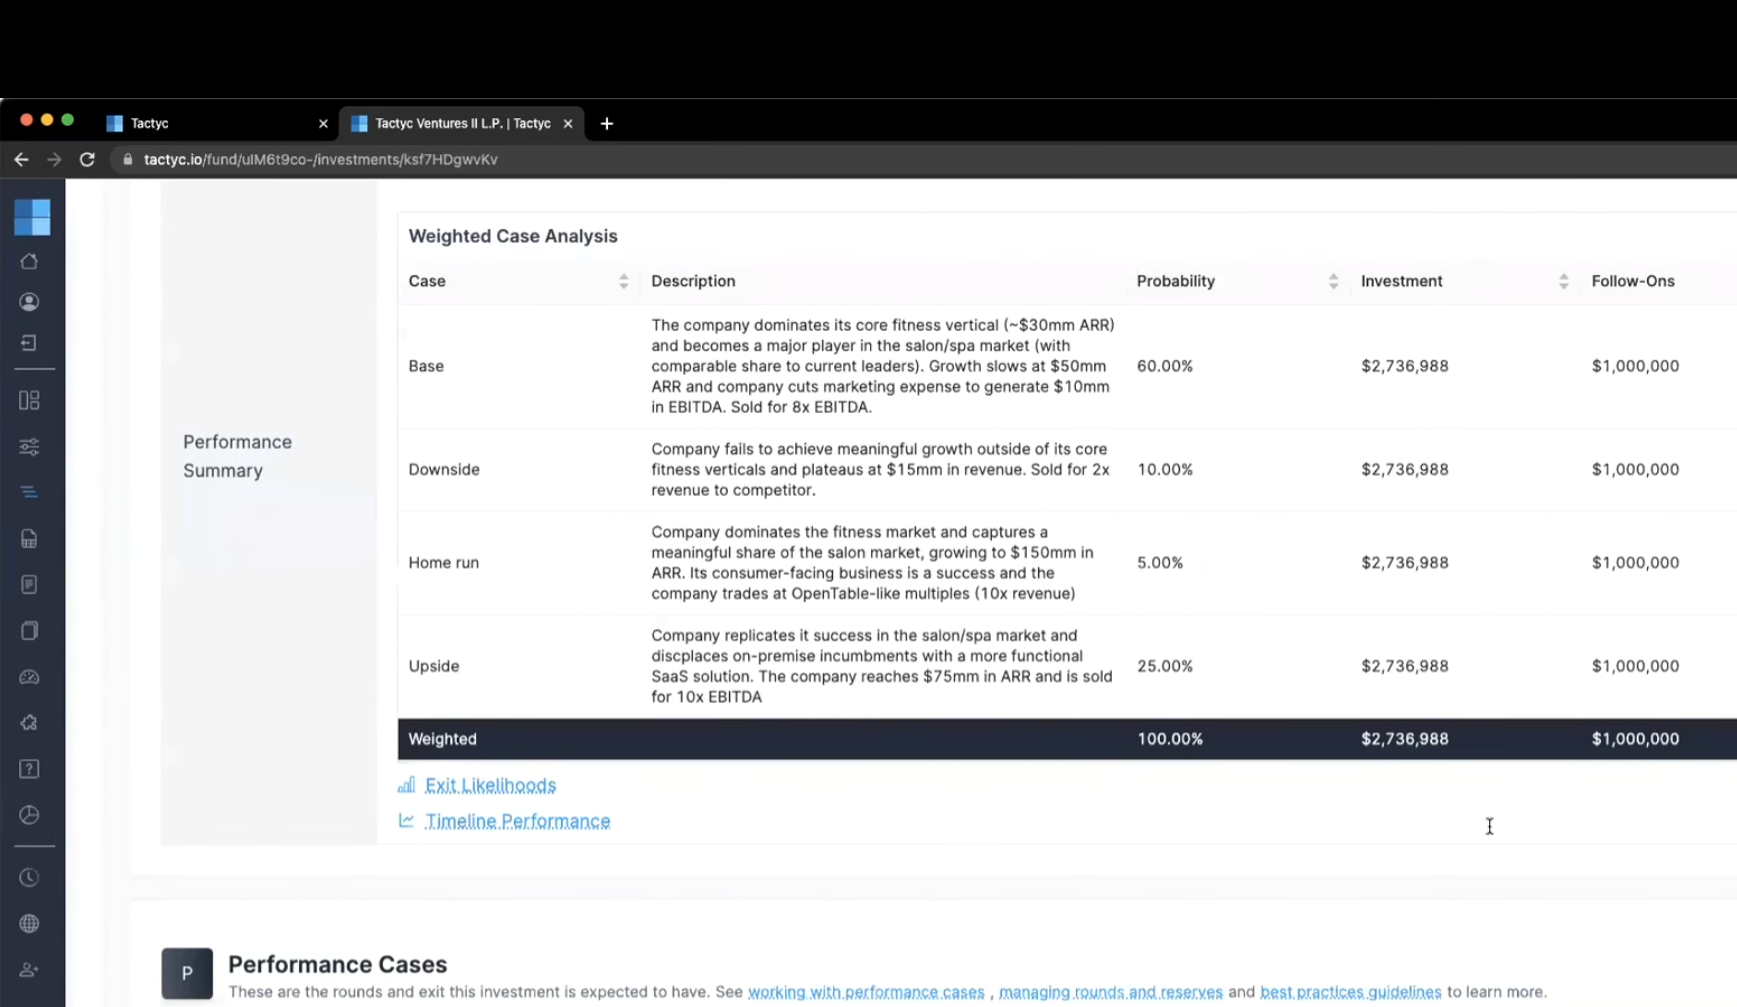 Tactyc
Tactyc Ventures II L.P. | Tactyc
tactyc.io/fund/uIM6t9co-/investments/ksf7HDgwvKv
Weighted Case Analysis
Case Description Probability Investment Follow-Ons
Performance
Summary
Base
The company dominates its core fitness vertical (~$30mm ARR)
and becomes a major player in the salon/spa market (with
comparable share to current leaders). Growth slows at $50mm
ARR and company cuts marketing expense to generate $10mm
in EBITDA. Sold for 8x EBITDA.
60.00% $2,736,988 $1,000,000
Downside
Company fails to achieve meaningful growth outside of its core
fitness verticals and plateaus at $15mm in revenue. Sold for 2x
revenue to competitor.
10.00% $2,736,988 $1,000,000
Home run
Company dominates the fitness market and captures a
meaningful share of the salon market, growing to $150mm in
ARR. Its consumer-facing business is a success and the
company trades at OpenTable-like multiples (10x revenue)
5.00% $2,736,988 $1,000,000
Upside
Company replicates it success in the salon/spa market and
discplaces on-premise incumbments with a more functional
SaaS solution. The company reaches $75mm in ARR and is sold
for 10x EBITDA
25.00% $2,736,988 $1,000,000
Weighted 100.00% $2,736,988 $1,000,000
Exit Likelihoods
Timeline Performance
P
Performance Cases
These are the rounds and exit this investment is expected to have. See working with performance cases , managing rounds and reserves and best practices guidelines to learn more.